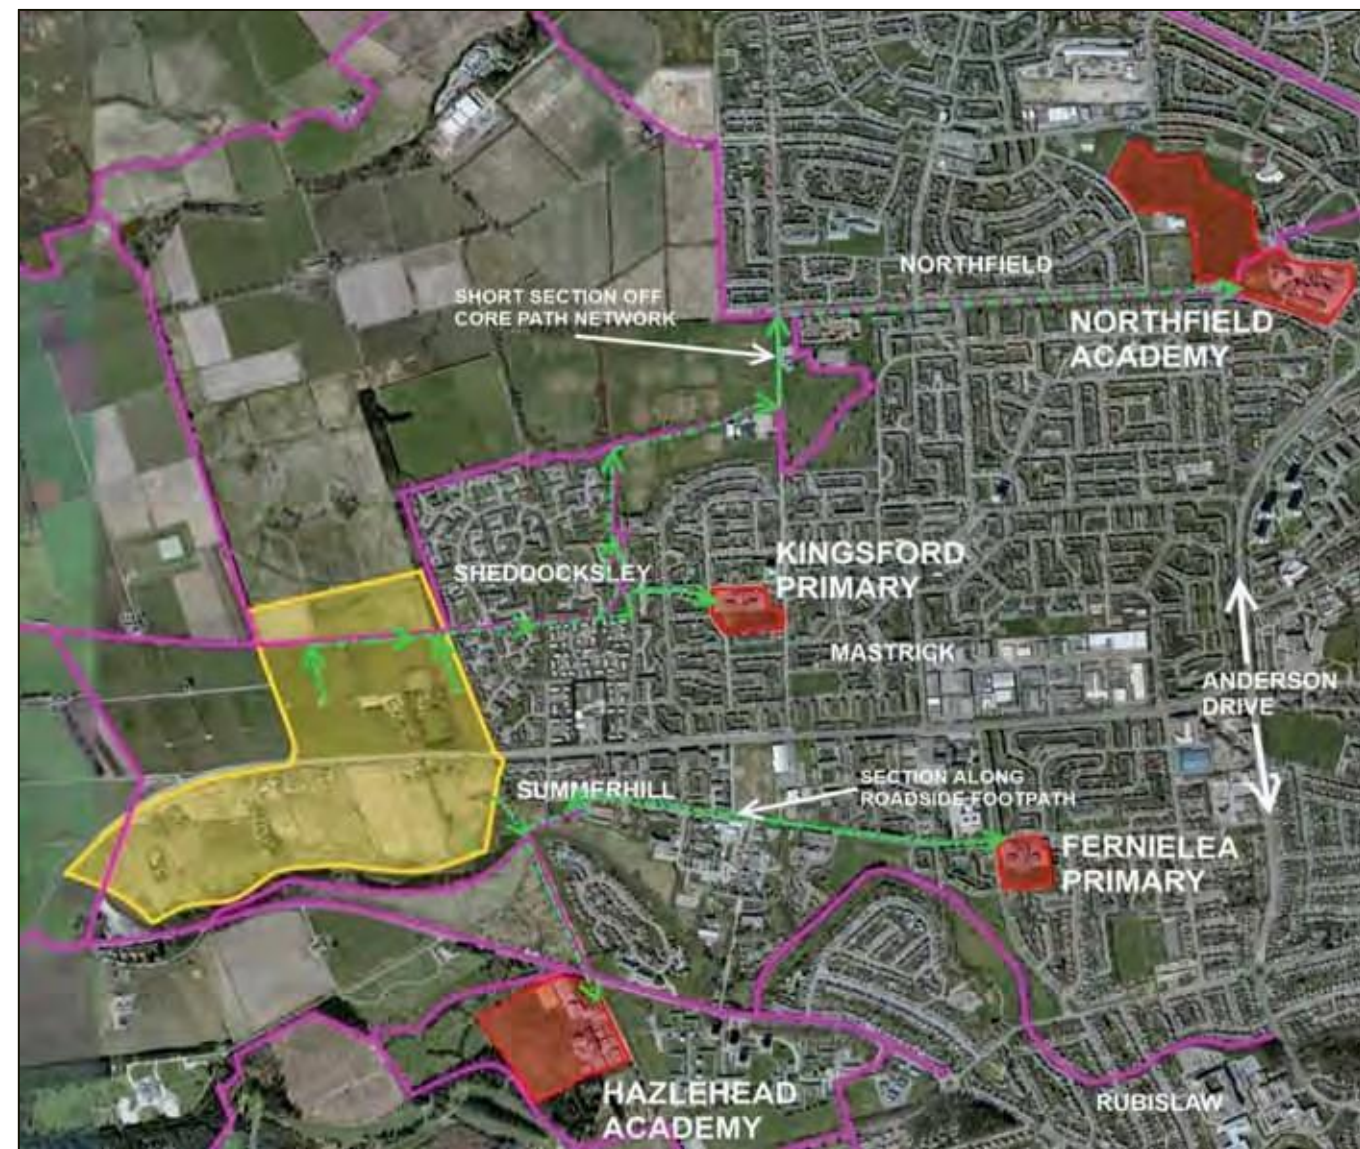 NORTHFIELD
SHORT SECTION OFF
CORE PATH NETWORK
NORTHFIELD
ACADEMY
KINGSFORD
PRIMARY
SHEDDOCKSLEY
MASTRICK
ANDERSON
DRIVE
SECTION ALONG
ROADSIDE FOOTPATH
SUMMERHILL
FERNIELEA
PRIMARY
HAZLEHEAD
ACADEMY
RUBISLAW